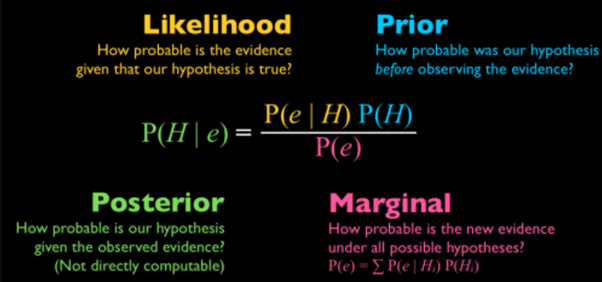 Likelihood
How probable is the evidence
given that our hypothesis is true?
Prior
How probable was our hypothesis
before observing the evidence?
P(H | e) = P(e | H) P(H)
P(e)
Posterior
How probable is our hypothesis
given the observed evidence?
(Not directly computable)
Marginal
How probable is the new evidence
under all possible hypotheses?
P(e) = ∑ P(e | Hᵢ) P(Hᵢ)